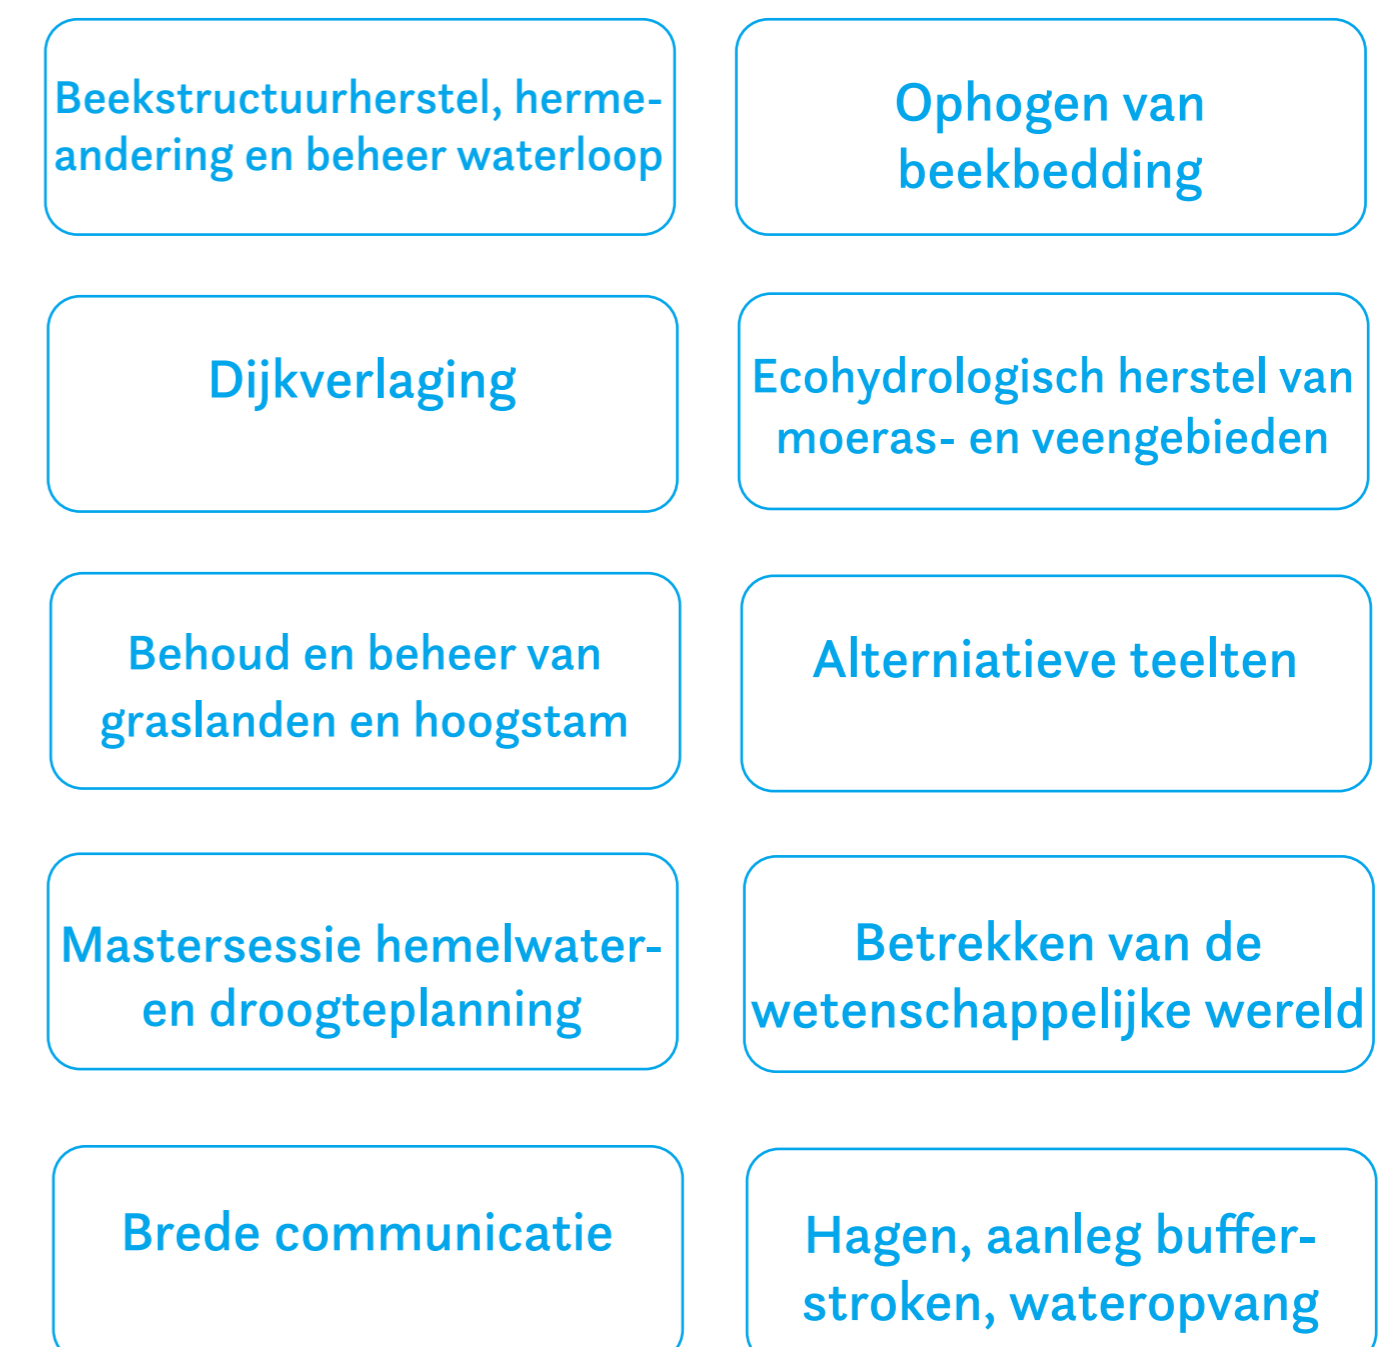 Beekstructuurherstel, herme-
andering en beheer waterloop
Ophogen van
beekbedding
Dijkverlaging
Ecohydrologisch herstel van
moeras- en veengebieden
Behoud en beheer van
graslanden en hoogstam
Alterniatieve teelten
Mastersessie hemelwater-
en droogteplanning
Betrekken van de
wetenschappelijke wereld
Brede communicatie
Hagen, aanleg buffer-
stroken, wateropvang